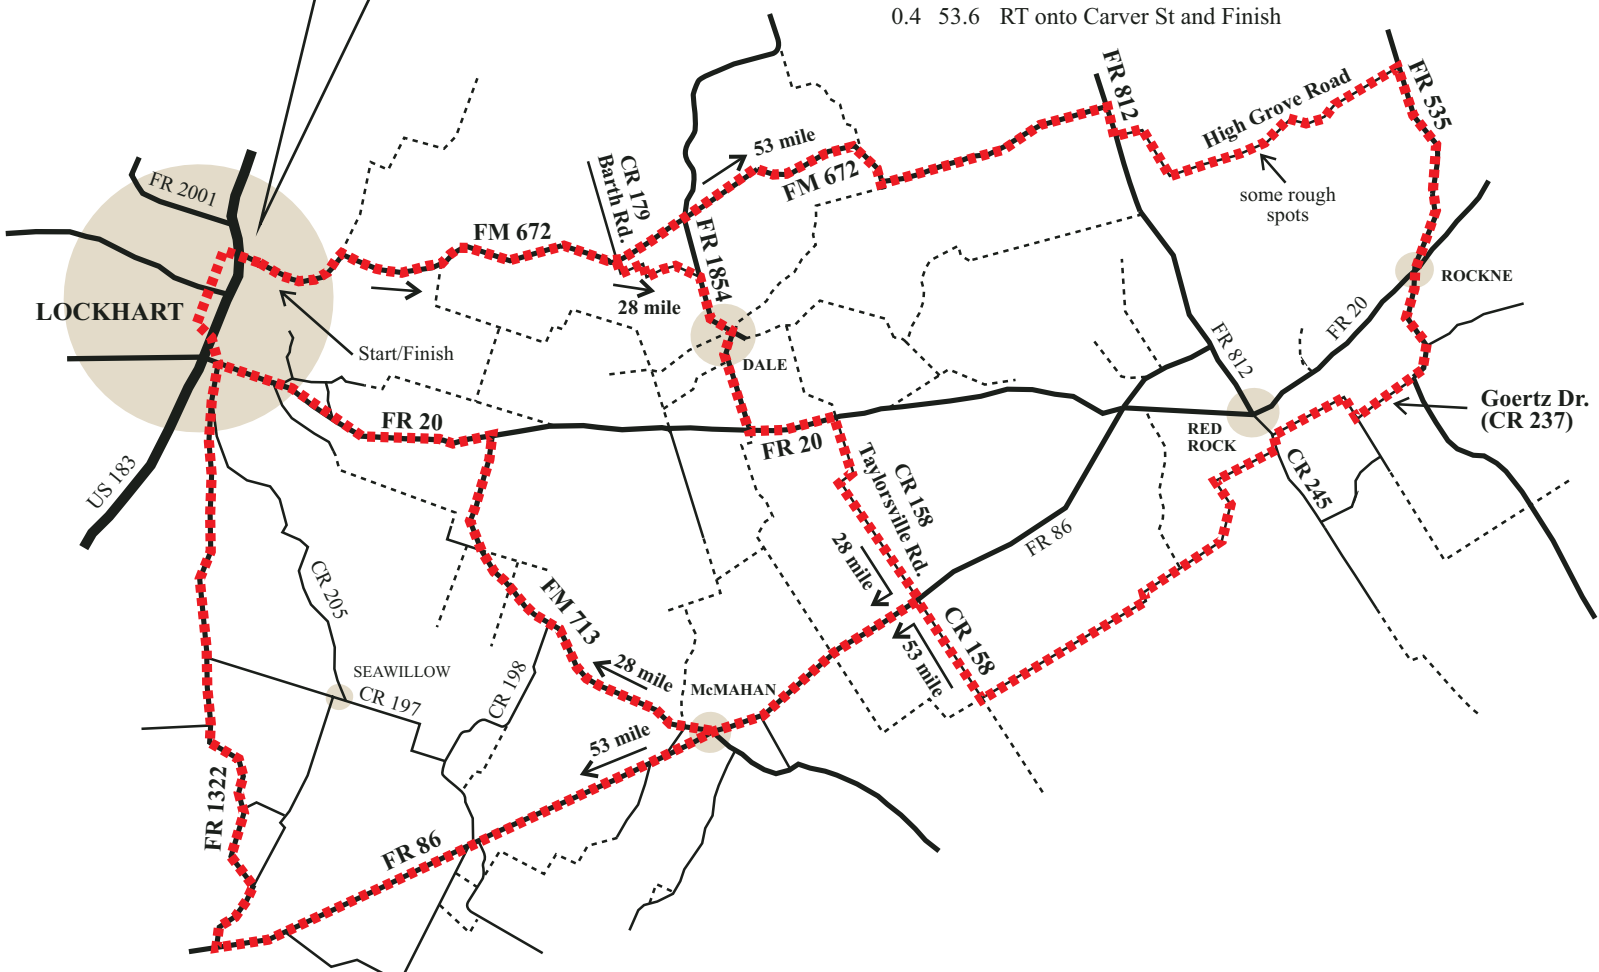 0.4 53.6 RT onto Carver St and Finish
FR 812
FR 535
High Grove Road
53 mile
FM 672
CR 179
Barth Rd.
some rough
spots
FR 2001
FM 672
FR 1854
ROCKNE
28 mile
LOCKHART
FR 20
FR 812
Start/Finish
DALE
Goertz Dr.
(CR 237)
FR 20
RED
ROCK
FR 20
CR 245
US 183
CR 158
Taylorsville Rd.
FR 86
28 mile
CR 205
FM 713
CR 158
53 mile
SEAWILLOW
28 mile
CR 197
CR 198
McMAHAN
53 mile
FR 1322
FR 86